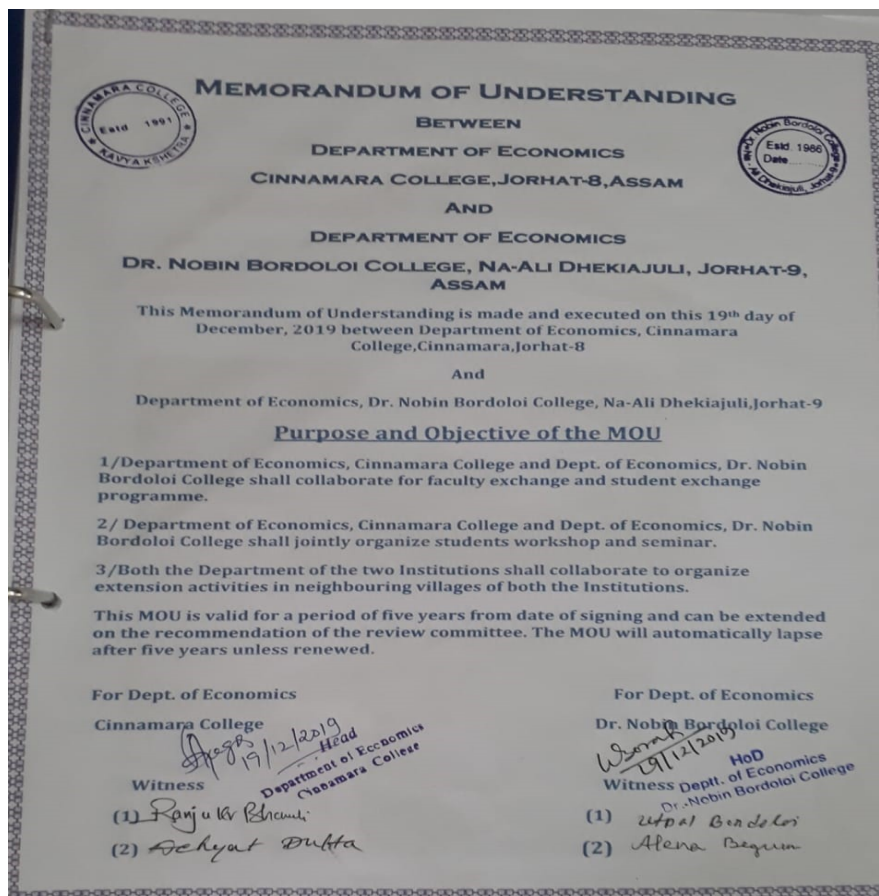 MEMORANDUM OF UNDERSTANDING
CINNAMARA COLLEGE
Estd 1991
KAVYAKSHETRA
BETWEEN
DEPARTMENT OF ECONOMICS
Dr. Nobin Bordoloi College
Estd. 1986
Date
Na-Ali Dhekiajuli, Jorhat-9
CINNAMARA COLLEGE,JORHAT-8,ASSAM
AND
DEPARTMENT OF ECONOMICS
DR. NOBIN BORDOLOI COLLEGE, NA-ALI DHEKIAJULI, JORHAT-9,
ASSAM
This Memorandum of Understanding is made and executed on this 19th day of
December, 2019 between Department of Economics, Cinnamara
College,Cinnamara,Jorhat-8
And
Department of Economics, Dr. Nobin Bordoloi College, Na-Ali Dhekiajuli,Jorhat-9
Purpose and Objective of the MOU
1/Department of Economics, Cinnamara College and Dept. of Economics, Dr. Nobin
Bordoloi College shall collaborate for faculty exchange and student exchange
programme.
2/ Department of Economics, Cinnamara College and Dept. of Economics, Dr. Nobin
Bordoloi College shall jointly organize students workshop and seminar.
3/Both the Department of the two Institutions shall collaborate to organize
extension activities in neighbouring villages of both the Institutions.
This MOU is valid for a period of five years from date of signing and can be extended
on the recommendation of the review committee. The MOU will automatically lapse
after five years unless renewed.
For Dept. of Economics
Cinnamara College
19/12/2019
Head
Department of Economics
Cinnamara College
Witness
(1) Ranju Kr
(2) Dutta
For Dept. of Economics
Dr. Nobin Bordoloi College
19/12/2019
HoD
Witness Deptt. of Economics
Dr. Nobin Bordoloi College
(1) Utpal Bordoloi
(2) Alena Begum